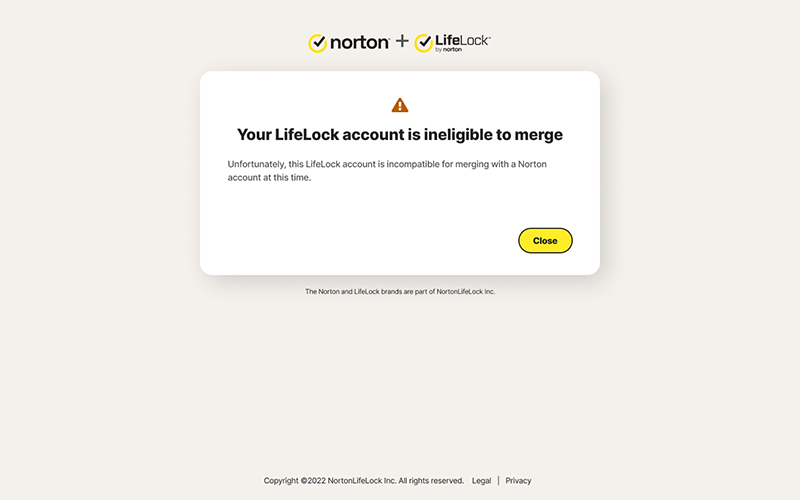 norton + LifeLock™
by norton
Your LifeLock account is ineligible to merge
Unfortunately, this LifeLock account is incompatible for merging with a Norton
account at this time.
Close
The Norton and LifeLock brands are part of NortonLifeLock Inc.
Copyright ©2022 NortonLifeLock Inc. All rights reserved. Legal | Privacy